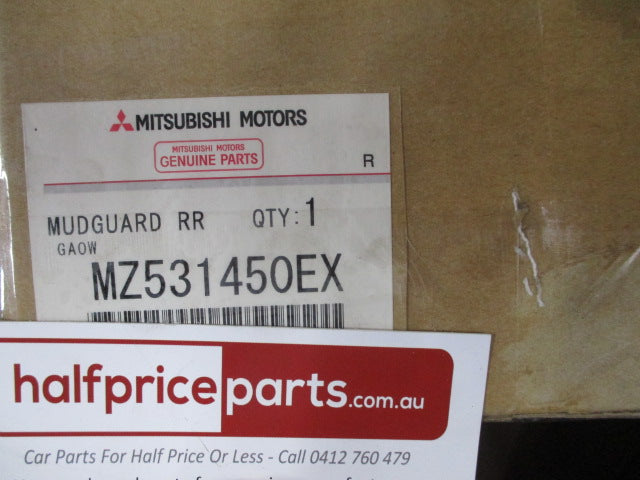 MITSUBISHI MOTORS
MITSUBISHI MOTORS
GENUINE PARTS
R
MUDGUARD RR QTY:1
GAOW
MZ531450EX
halfpriceparts.com.au
Car Parts For Half Price Or Less - Call 0412 760 479